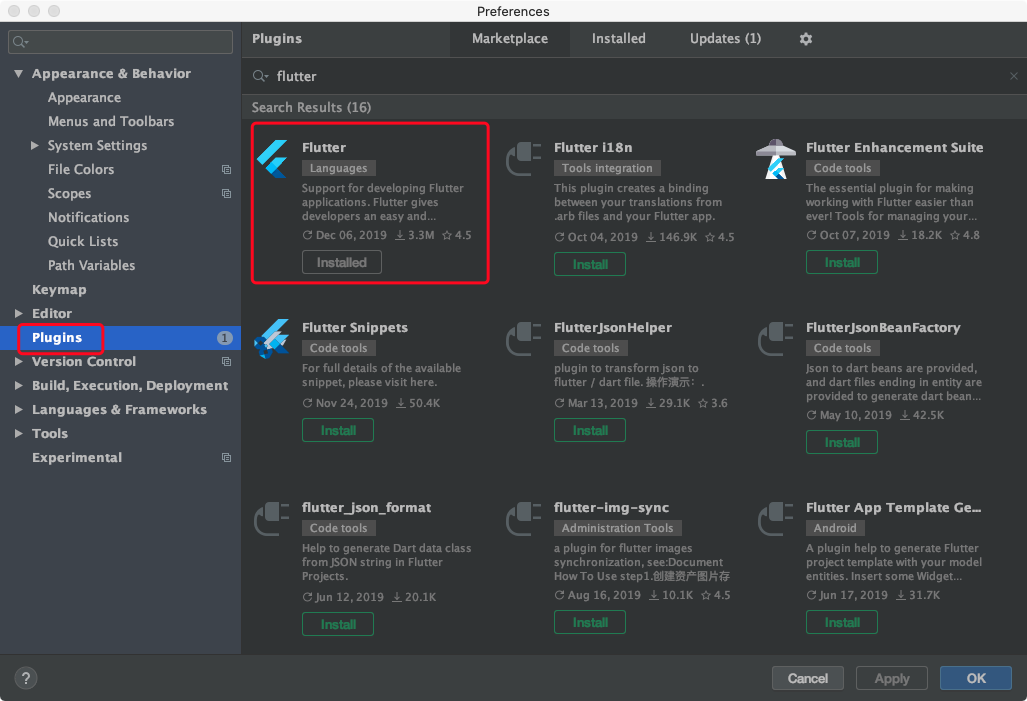 Preferences
Appearance & Behavior
Appearance
Menus and Toolbars
System Settings
File Colors
Scopes
Notifications
Quick Lists
Path Variables
Keymap
Editor
Plugins 1
Version Control
Build, Execution, Deployment
Languages & Frameworks
Tools
Experimental
Plugins Marketplace Installed Updates (1)
flutter
Search Results (16)
Flutter
Languages
Support for developing Flutter
applications. Flutter gives
developers an easy and...
Dec 06, 2019 3.3M 4.5
Installed
Flutter i18n
Tools integration
This plugin creates a binding
between your translations from
.arb files and your Flutter app.
Oct 04, 2019 146.9K 4.5
Install
Flutter Enhancement Suite
Code tools
The essential plugin for making
working with Flutter easier than
ever! Tools for managing your...
Oct 07, 2019 18.2K 4.8
Install
Flutter Snippets
Code tools
For full details of the available
snippet, please visit here.
Nov 24, 2019 50.4K
Install
FlutterJsonHelper
Code tools
plugin to transform json to
flutter / dart file. 操作演示：.
Mar 13, 2019 29.1K 3.6
Install
FlutterJsonBeanFactory
Code tools
Json to dart beans are provided,
and dart files ending in entity are
provided to generate dart bean...
May 10, 2019 42.5K
Install
flutter_json_format
Code tools
Help to generate Dart data class
from JSON string in Flutter
Projects.
Jun 12, 2019 20.1K
Install
flutter-img-sync
Administration Tools
a plugin for flutter images
synchronization, see:Document
How To Use step1.创建资产图片存
Aug 16, 2019 10.1K 4.5
Install
Flutter App Template Ge...
Android
A plugin help to generate Flutter
project template with your model
entities. Insert some Widget...
Jun 17, 2019 31.7K
Install
?
Cancel Apply OK